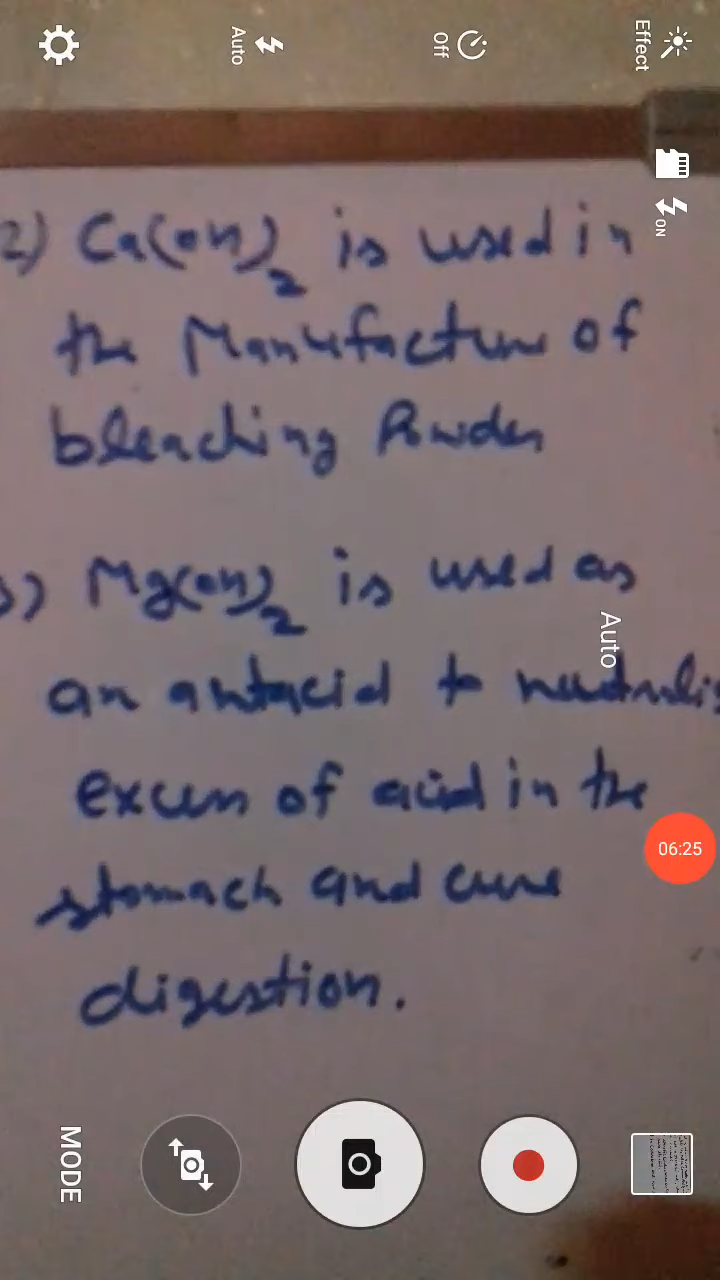 Effect
Off
Auto
ON
2) Ca(OH)2 is used in
the Manufacture of
bleaching Powder
3) Mg(OH)2 is used as
an antacid to neutralis
excess of acid in the
stomach and cure
digestion.
Auto
06:25
MODE